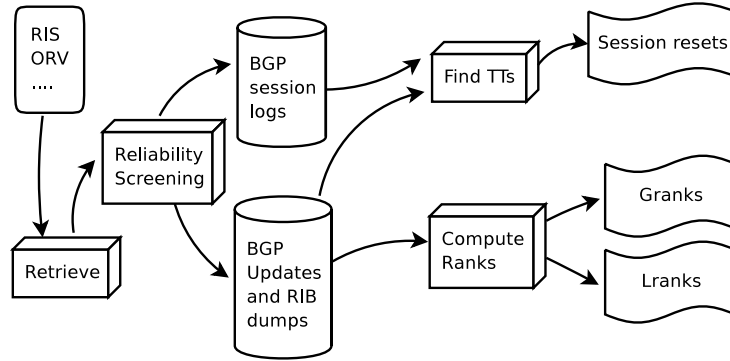 RIS
ORV
....
Retrieve
Reliability
Screening
BGP
session
logs
BGP
Updates
and RIB
dumps
Find TTs
Session resets
Compute
Ranks
Granks
Lranks